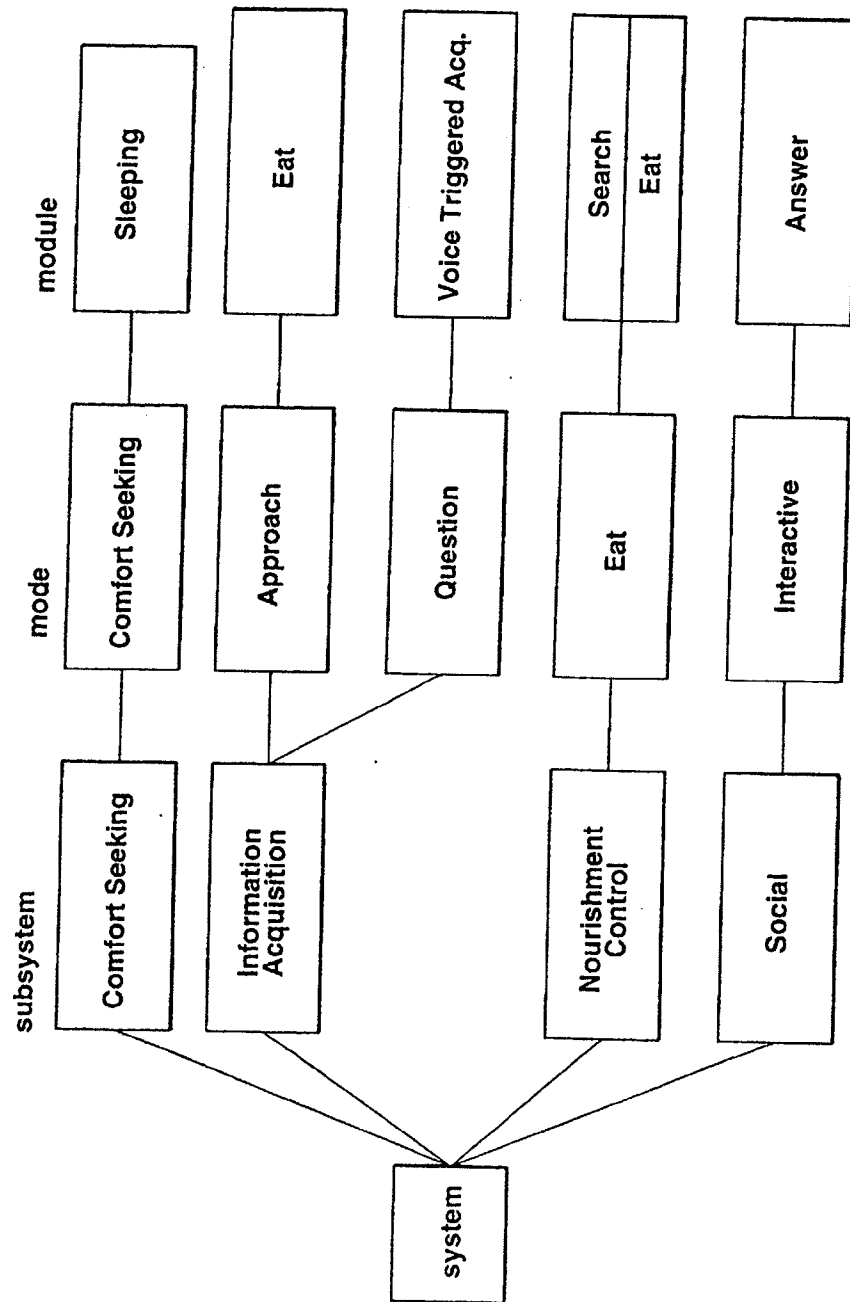 subsystem
mode
module
Comfort Seeking
Comfort Seeking
Sleeping
Information
Acquisition
Approach
Eat
Question
Voice Triggered Acq.
system
Nourishment
Control
Eat
Search
Eat
Social
Interactive
Answer